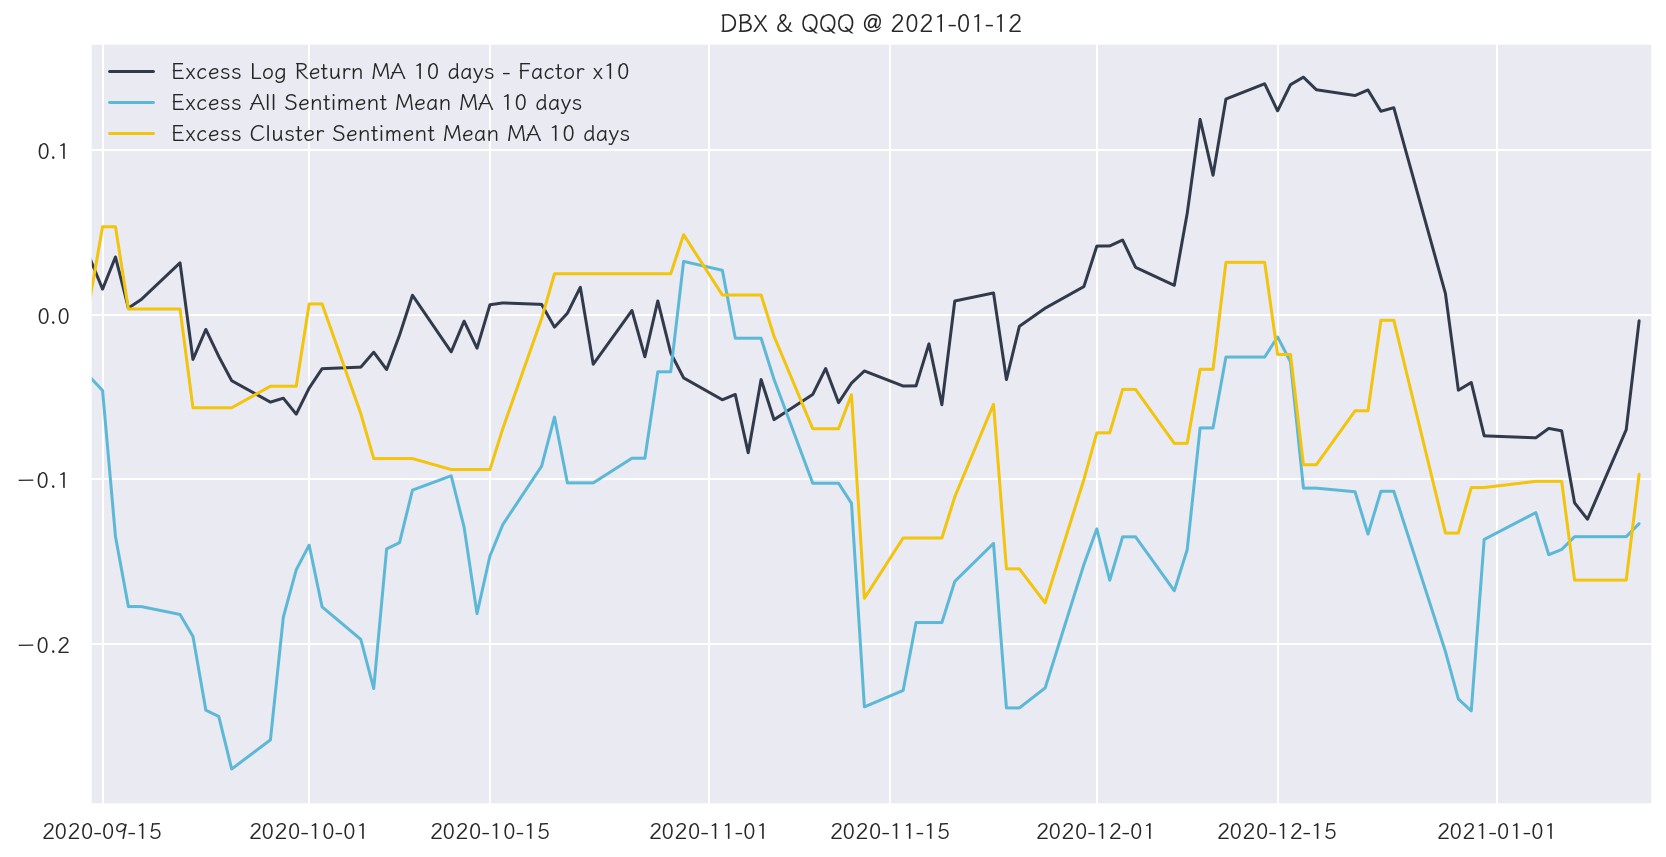 DBX & QQQ @ 2021-01-12
Excess Log Return MA 10 days - Factor x10
Excess All Sentiment Mean MA 10 days
Excess Cluster Sentiment Mean MA 10 days
0.1
0.0
−0.1
−0.2
2020-09-15 2020-10-01 2020-10-15 2020-11-01 2020-11-15 2020-12-01 2020-12-15 2021-01-01